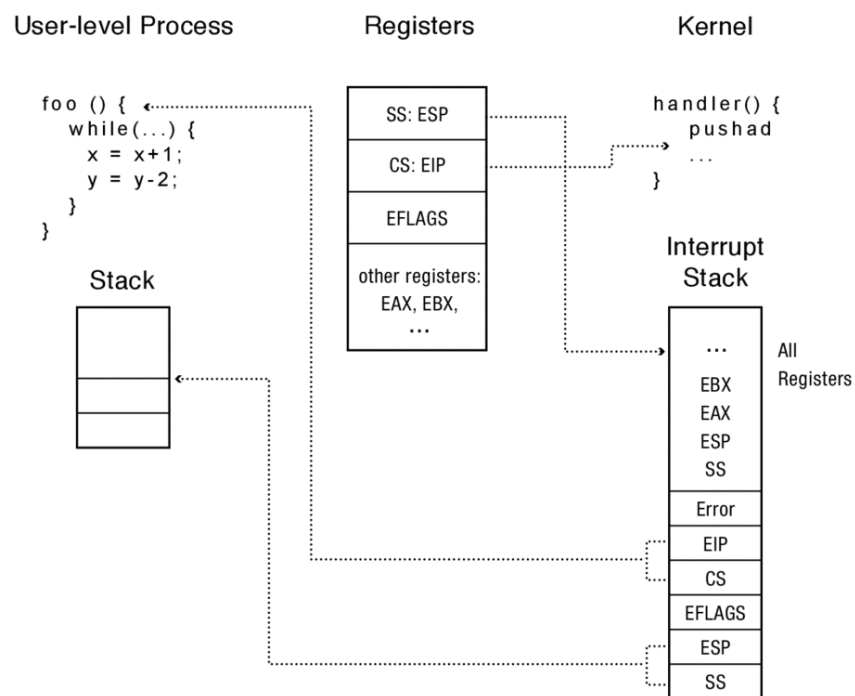 User-level Process
foo () {
while(...) {
x = x+1;
y = y-2;
}
}
Stack
Registers
SS: ESP
CS: EIP
EFLAGS
other registers:
EAX, EBX,
...
Kernel
handler() {
pushad
...
}
Interrupt
Stack
...
EBX
EAX
ESP
SS
All
Registers
Error
EIP
CS
EFLAGS
ESP
SS